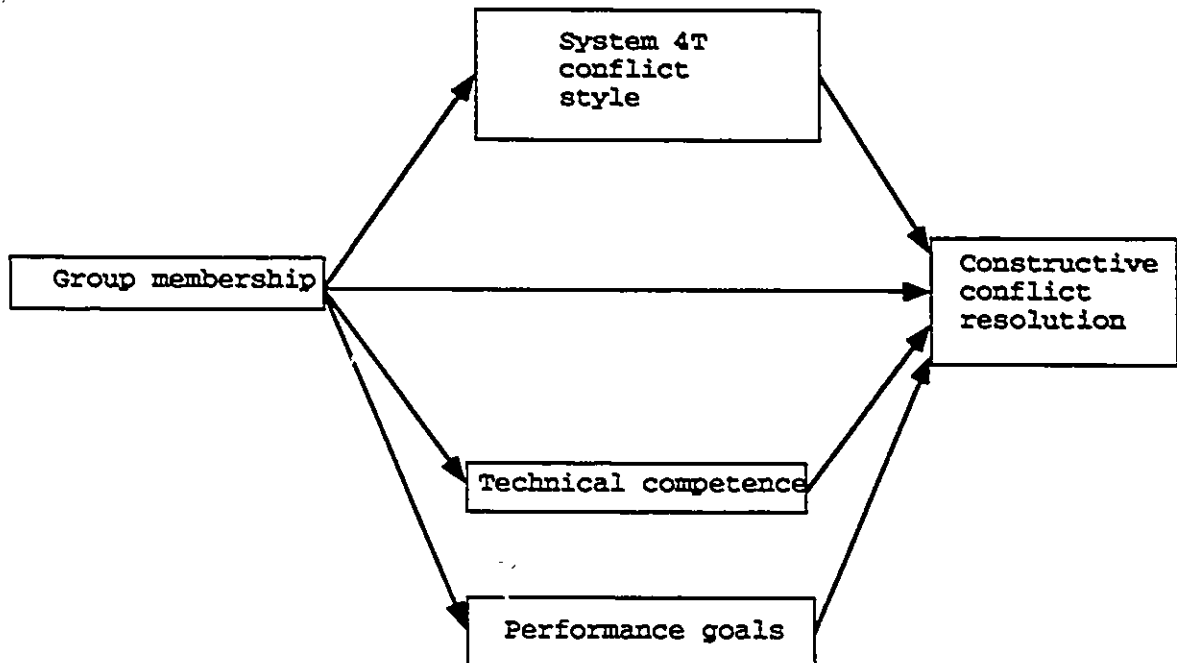 System 4T
conflict
style
Group membership
Constructive
conflict
resolution
Technical competence
Performance goals